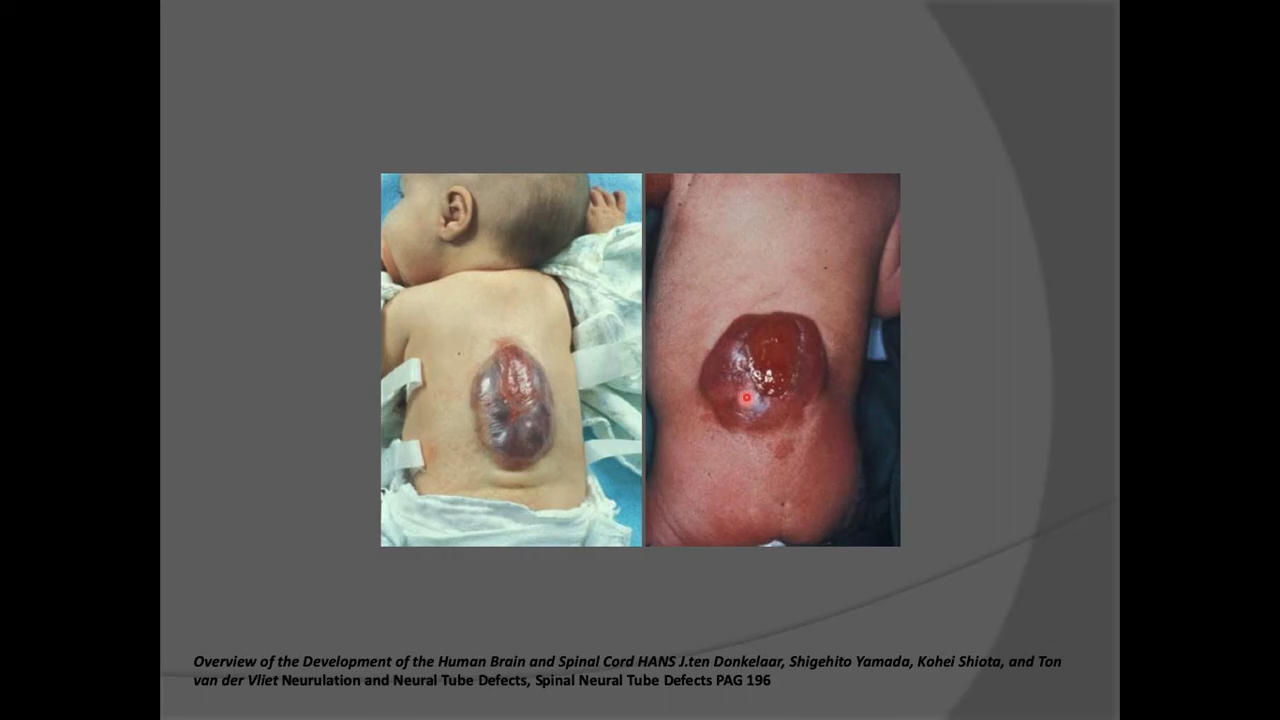 Overview of the Development of the Human Brain and Spinal Cord HANS J.ten Donkelaar, Shigehito Yamada, Kohei Shiota, and Ton
van der Vliet Neurulation and Neural Tube Defects, Spinal Neural Tube Defects PAG 196